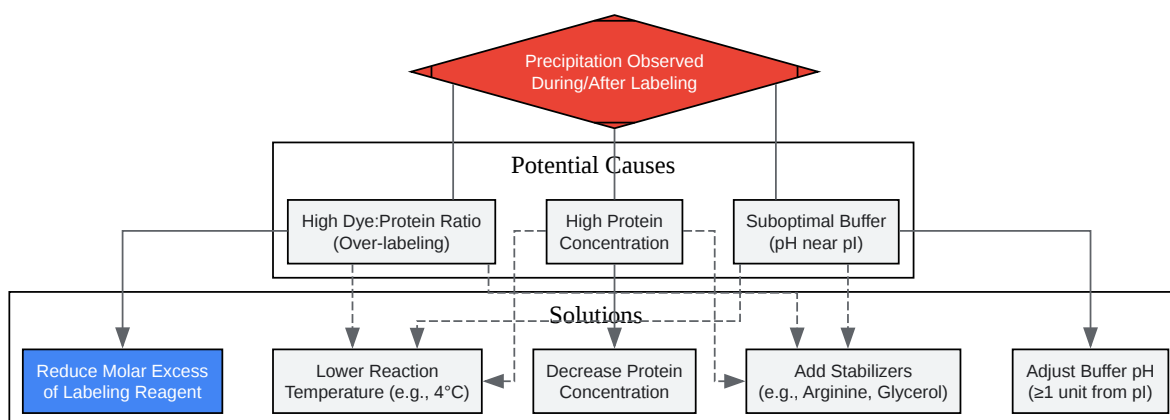 Precipitation Observed
During/After Labeling
Potential Causes
High Dye:Protein Ratio
(Over-labeling)
High Protein
Concentration
Suboptimal Buffer
(pH near pI)
Solutions
Reduce Molar Excess
of Labeling Reagent
Lower Reaction
Temperature (e.g., 4°C)
Decrease Protein
Concentration
Add Stabilizers
(e.g., Arginine, Glycerol)
Adjust Buffer pH
(≥1 unit from pI)